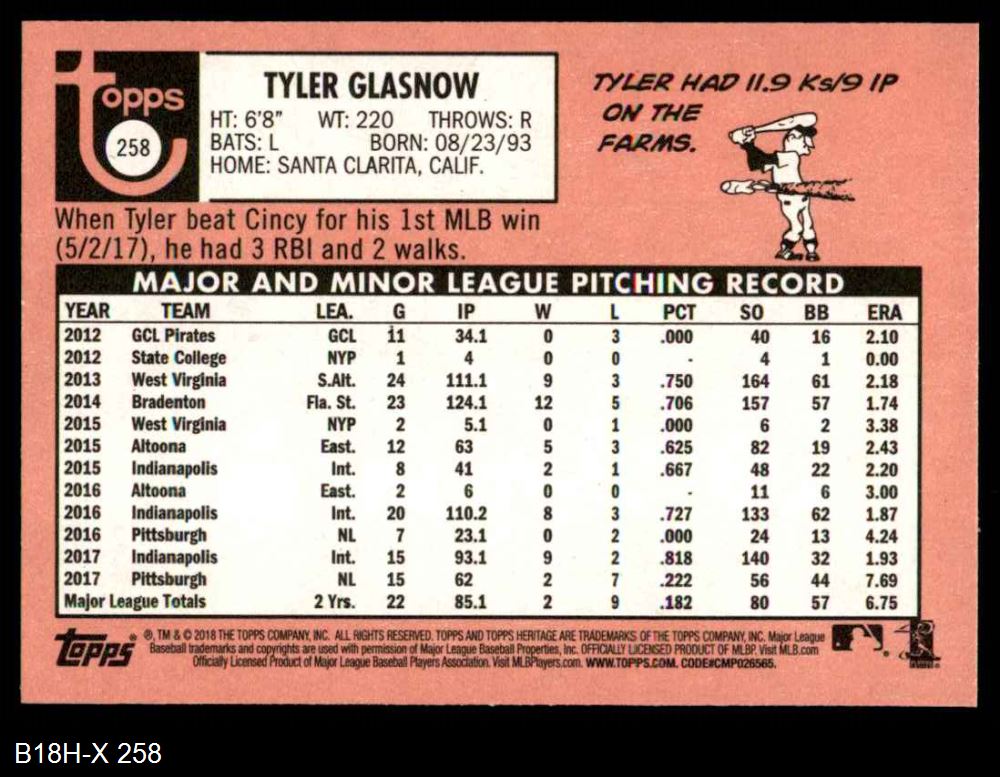 topps
258
TYLER GLASNOW
HT: 6'8" WT: 220 THROWS: R
BATS: L BORN: 08/23/93
HOME: SANTA CLARITA, CALIF.
TYLER HAD 11.9 Ks/9 IP
ON THE
FARMS.
When Tyler beat Cincy for his 1st MLB win
(5/2/17), he had 3 RBI and 2 walks.
MAJOR AND MINOR LEAGUE PITCHING RECORD
YEAR TEAM LEA. G IP W L PCT SO BB ERA
2012 GCL Pirates GCL 11 34.1 0 3 .000 40 16 2.10
2012 State College NYP 1 4 0 0 - 4 1 0.00
2013 West Virginia S.Alt. 24 111.1 9 3 .750 164 61 2.18
2014 Bradenton Fla. St. 23 124.1 12 5 .706 157 57 1.74
2015 West Virginia NYP 2 5.1 0 1 .000 6 2 3.38
2015 Altoona East. 12 63 5 3 .625 82 19 2.43
2015 Indianapolis Int. 8 41 2 1 .667 48 22 2.20
2016 Altoona East. 2 6 0 0 - 11 6 3.00
2016 Indianapolis Int. 20 110.2 8 3 .727 133 62 1.87
2016 Pittsburgh NL 7 23.1 0 2 .000 24 13 4.24
2017 Indianapolis Int. 15 93.1 9 2 .818 140 32 1.93
2017 Pittsburgh NL 15 62 2 7 .222 56 44 7.69
Major League Totals 2 Yrs. 22 85.1 2 9 .182 80 57 6.75
topps® ®, TM & © 2018 THE TOPPS COMPANY, INC. ALL RIGHTS RESERVED. TOPPS AND TOPPS HERITAGE ARE TRADEMARKS OF THE TOPPS COMPANY, INC. Major League
Baseball trademarks and copyrights are used with permission of Major League Baseball Properties, Inc. OFFICIALLY LICENSED PRODUCT OF MLBP. Visit MLB.com
Officially Licensed Product of Major League Baseball Players Association. Visit MLBPlayers.com. WWW.TOPPS.COM. CODE#CMP026565.
B18H-X 258